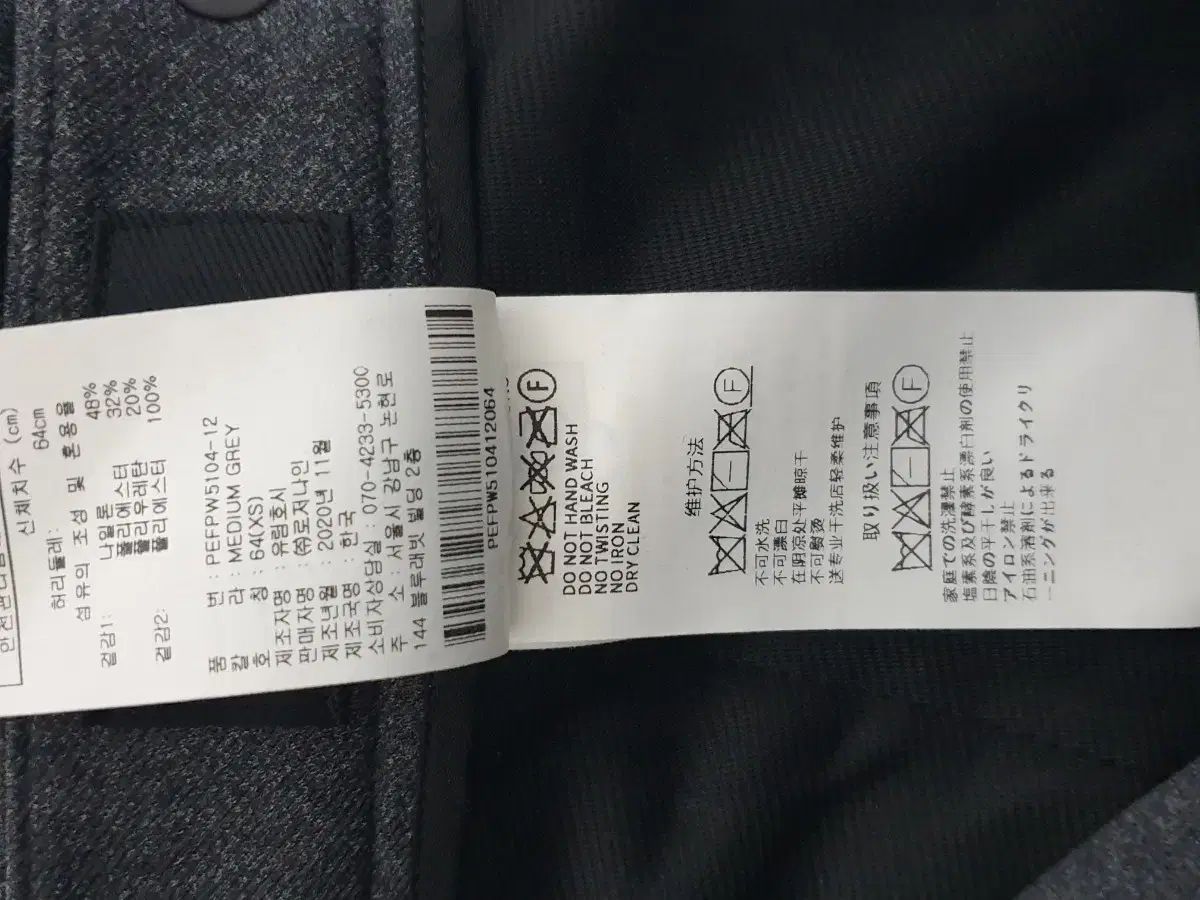 안전관리대상
신체치수 (cm)
허리둘레: 64cm
섬유의 조성 및 혼용율
겉감1: 나일론 48%
폴리에스터 32%
폴리우레탄 20%
겉감2: 폴리에스터 100%
품 번 : PEFPW5104-12
칼 라 : MEDIUM GREY
호 칭 : 64(XS)
제조자명 : 유림호시
판매자명 : (주)도저나인
제조년월 : 2020년 11월
제조국명 : 한국
소비자상담실 : 070-4233-5300
주 소 : 서울시 강남구 논현로
144 블루래빗 빌딩 2층
PEFPW510412064
F
DO NOT HAND WASH
DO NOT BLEACH
NO TWISTING
NO IRON
DRY CLEAN
维护方法
F
不可水洗
不可漂白
在阴凉处平摊晾干
不可熨烫
送专业干洗店轻柔维护
取り扱い注意事項
F
家庭での洗濯禁止
塩素系及び酵素系漂白剤の使用禁止
日陰の平干しが良い
アイロン禁止
石油系洒剤によるドライクリ
ーニングが出来る